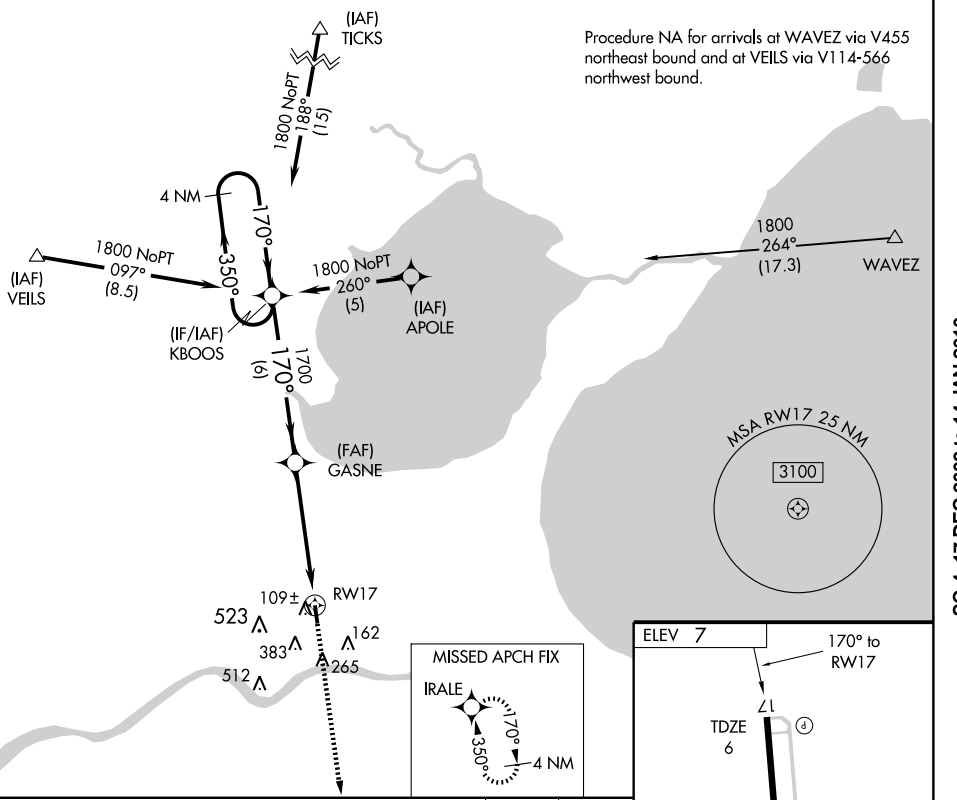 (IAF)
TICKS
Procedure NA for arrivals at WAVEZ via V455
northeast bound and at VEILS via V114-566
northwest bound.
1800 NoPT
188°
(15)
4 NM
170°
350°
1800 NoPT
097°
(8.5)
(IAF)
VEILS
1800 NoPT
260°
(5)
(IAF)
APOLE
1800
264°
(17.3)
WAVEZ
(IF/IAF)
KBOOS
1700
170°
(6)
(FAF)
GASNE
MSA RW17 25 NM
3100
109±
RW17
523
383
162
265
512
MISSED APCH FIX
IRALE
170°
350°
4 NM
ELEV 7
170° to
RW17
17
TDZE
6
P